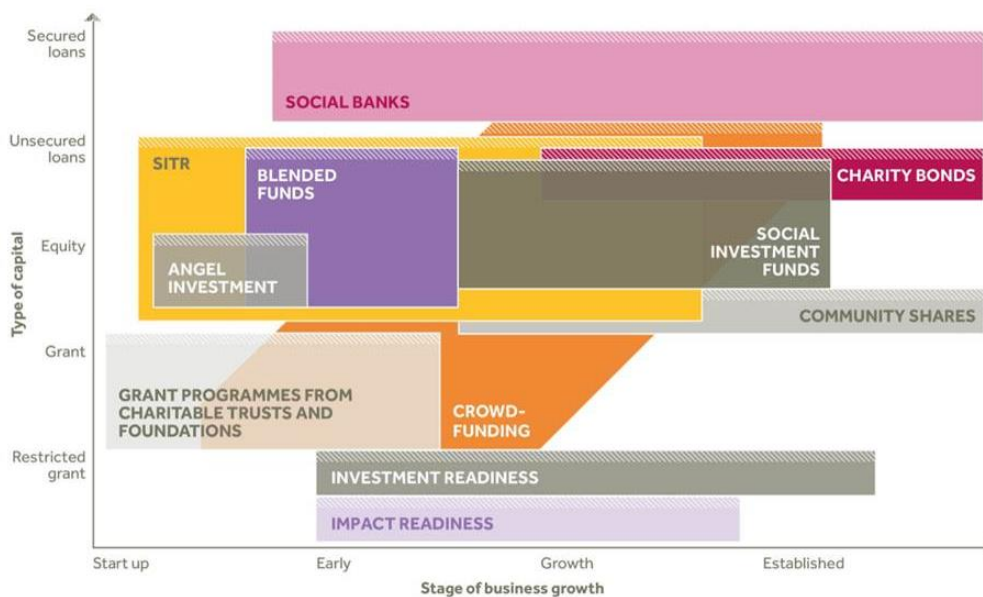 Secured
loans
SOCIAL BANKS
Unsecured
loans
SITR
BLENDED
FUNDS
CHARITY BONDS
Equity
SOCIAL
INVESTMENT
FUNDS
ANGEL
INVESTMENT
COMMUNITY SHARES
Type of capital
Grant
GRANT PROGRAMMES FROM
CHARITABLE TRUSTS AND
FOUNDATIONS
CROWD-
FUNDING
Restricted
grant
INVESTMENT READINESS
IMPACT READINESS
Start up
Early
Growth
Established
Stage of business growth